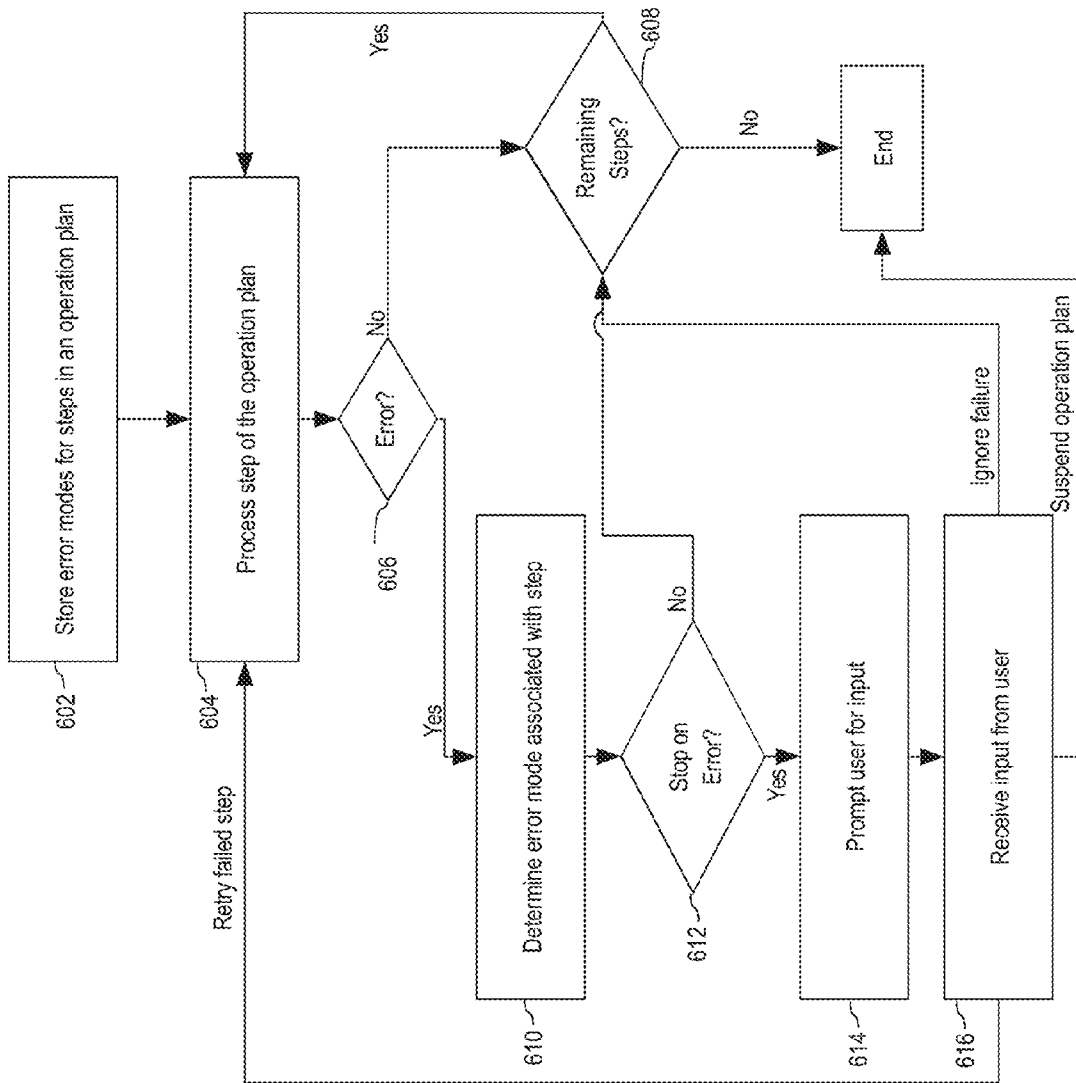 Store error modes for steps in an operation plan
602
Process step of the operation plan
604
Retry failed step
Error?
606
No
Yes
Yes
Remaining
Steps?
608
No
End
Determine error mode associated with step
610
Stop on
Error?
612
No
Yes
Prompt user for input
614
Receive input from user
616
Ignore failure
Suspend operation plan